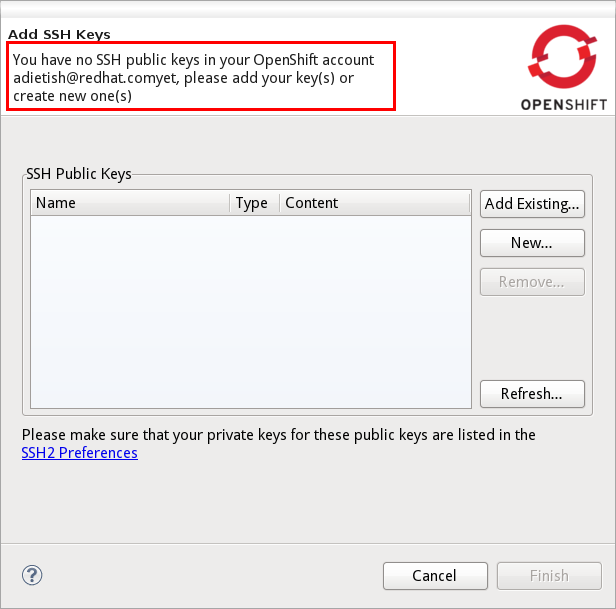 Add SSH Keys
You have no SSH public keys in your OpenShift account
adietish@redhat.comyet, please add your key(s) or
create new one(s)
OPENSHIFT
SSH Public Keys
Name Type Content
Add Existing...
New...
Remove...
Refresh...
Please make sure that your private keys for these public keys are listed in the
SSH2 Preferences
?
Cancel Finish